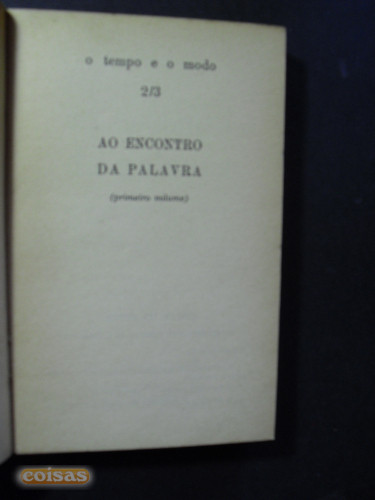 o tempo e o modo
2/3
AO ENCONTRO
DA PALAVRA
(primeiro volume)
coisas